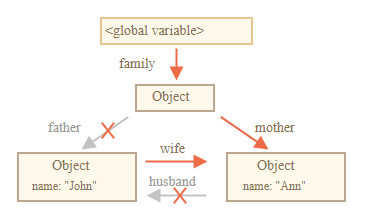 <global variable>
family
Object
father
mother
wife
Object
name: "John"
husband
Object
name: "Ann"